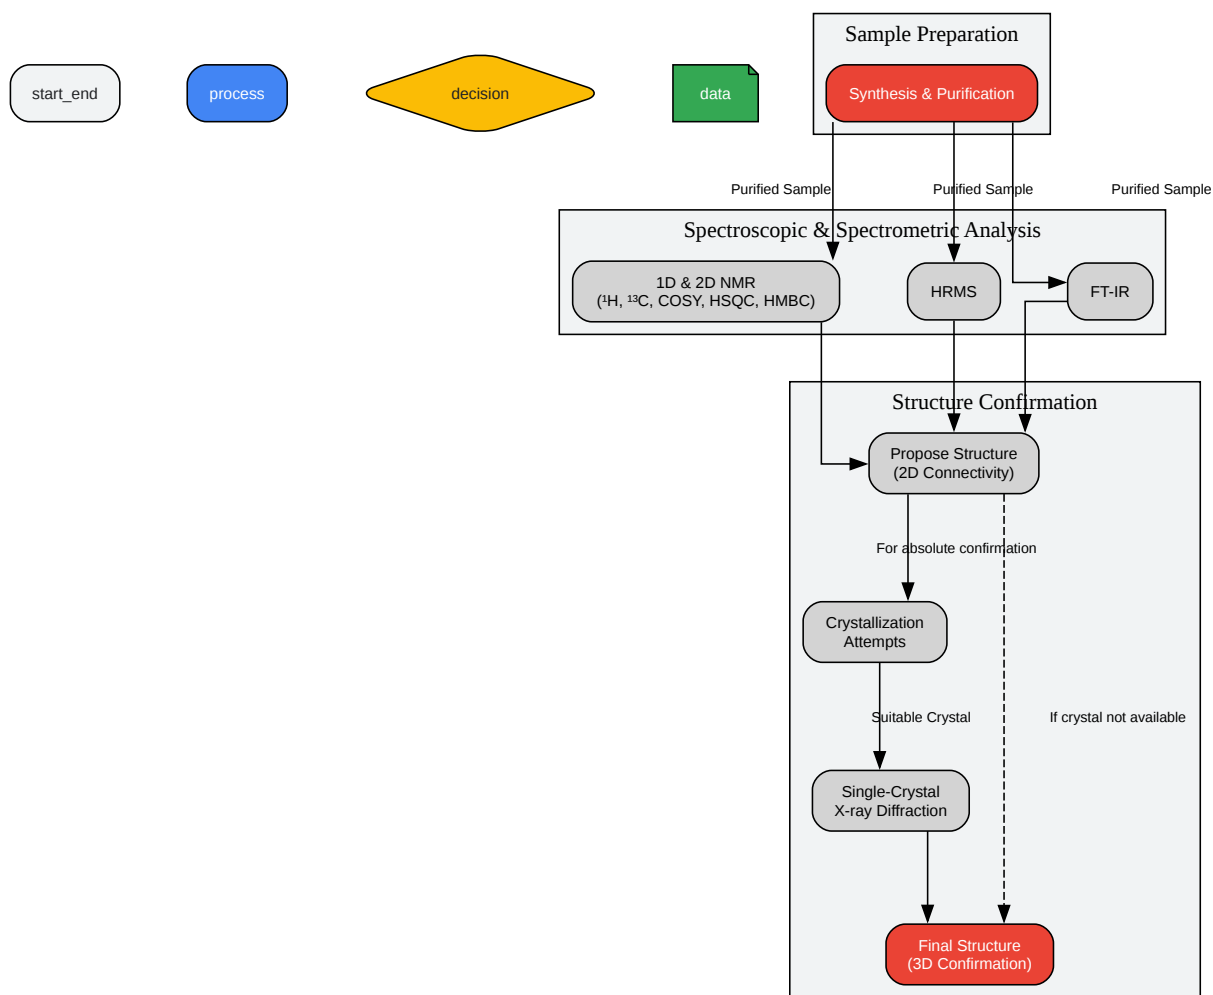 Sample Preparation
start_end
process
decision
data
Synthesis & Purification
Purified Sample
Purified Sample
Purified Sample
Spectroscopic & Spectrometric Analysis
1D & 2D NMR
(¹H, ¹³C, COSY, HSQC, HMBC)
HRMS
FT-IR
Structure Confirmation
Propose Structure
(2D Connectivity)
For absolute confirmation
Crystallization
Attempts
Suitable Crystal
If crystal not available
Single-Crystal
X-ray Diffraction
Final Structure
(3D Confirmation)